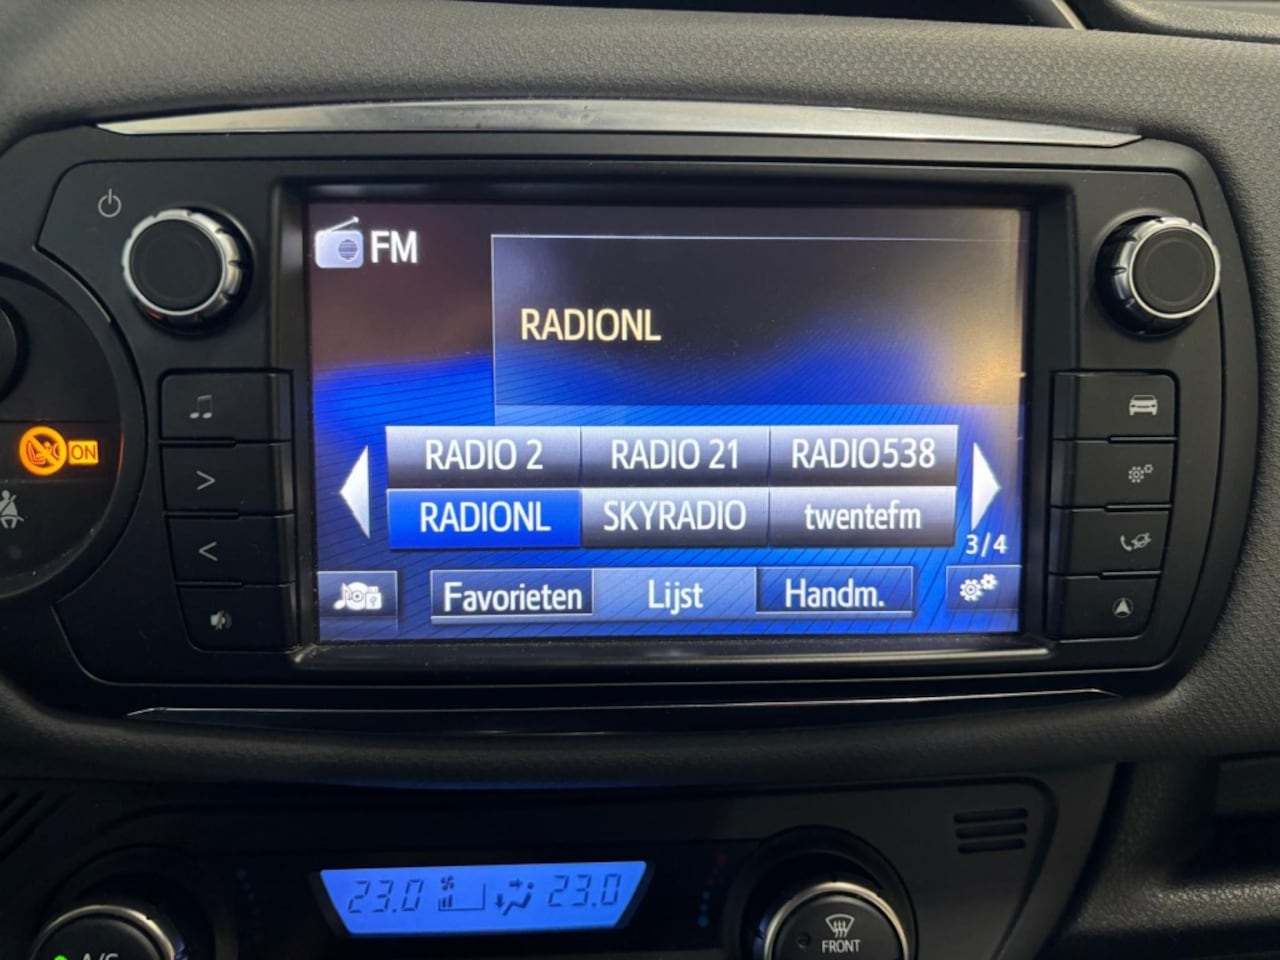 FM
RADIONL
RADIO 2 RADIO 21 RADIO538
RADIONL SKYRADIO twentefm
3/4
Favorieten Lijst Handm.
ON
23.0 23.0
FRONT
A/C